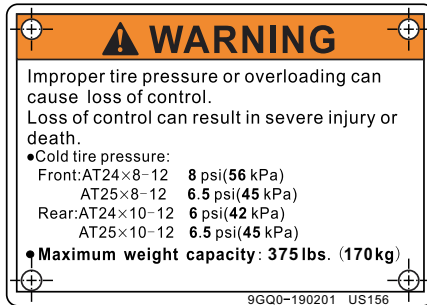 WARNING
Improper tire pressure or overloading can
cause loss of control.
Loss of control can result in severe injury or
death.
●Cold tire pressure:
Front:AT24×8-12 8 psi(56 kPa)
AT25×8-12 6.5 psi(45 kPa)
Rear:AT24×10-12 6 psi(42 kPa)
AT25×10-12 6.5 psi(45 kPa)
●Maximum weight capacity: 375 lbs. (170kg)
9GQ0-190201 US156